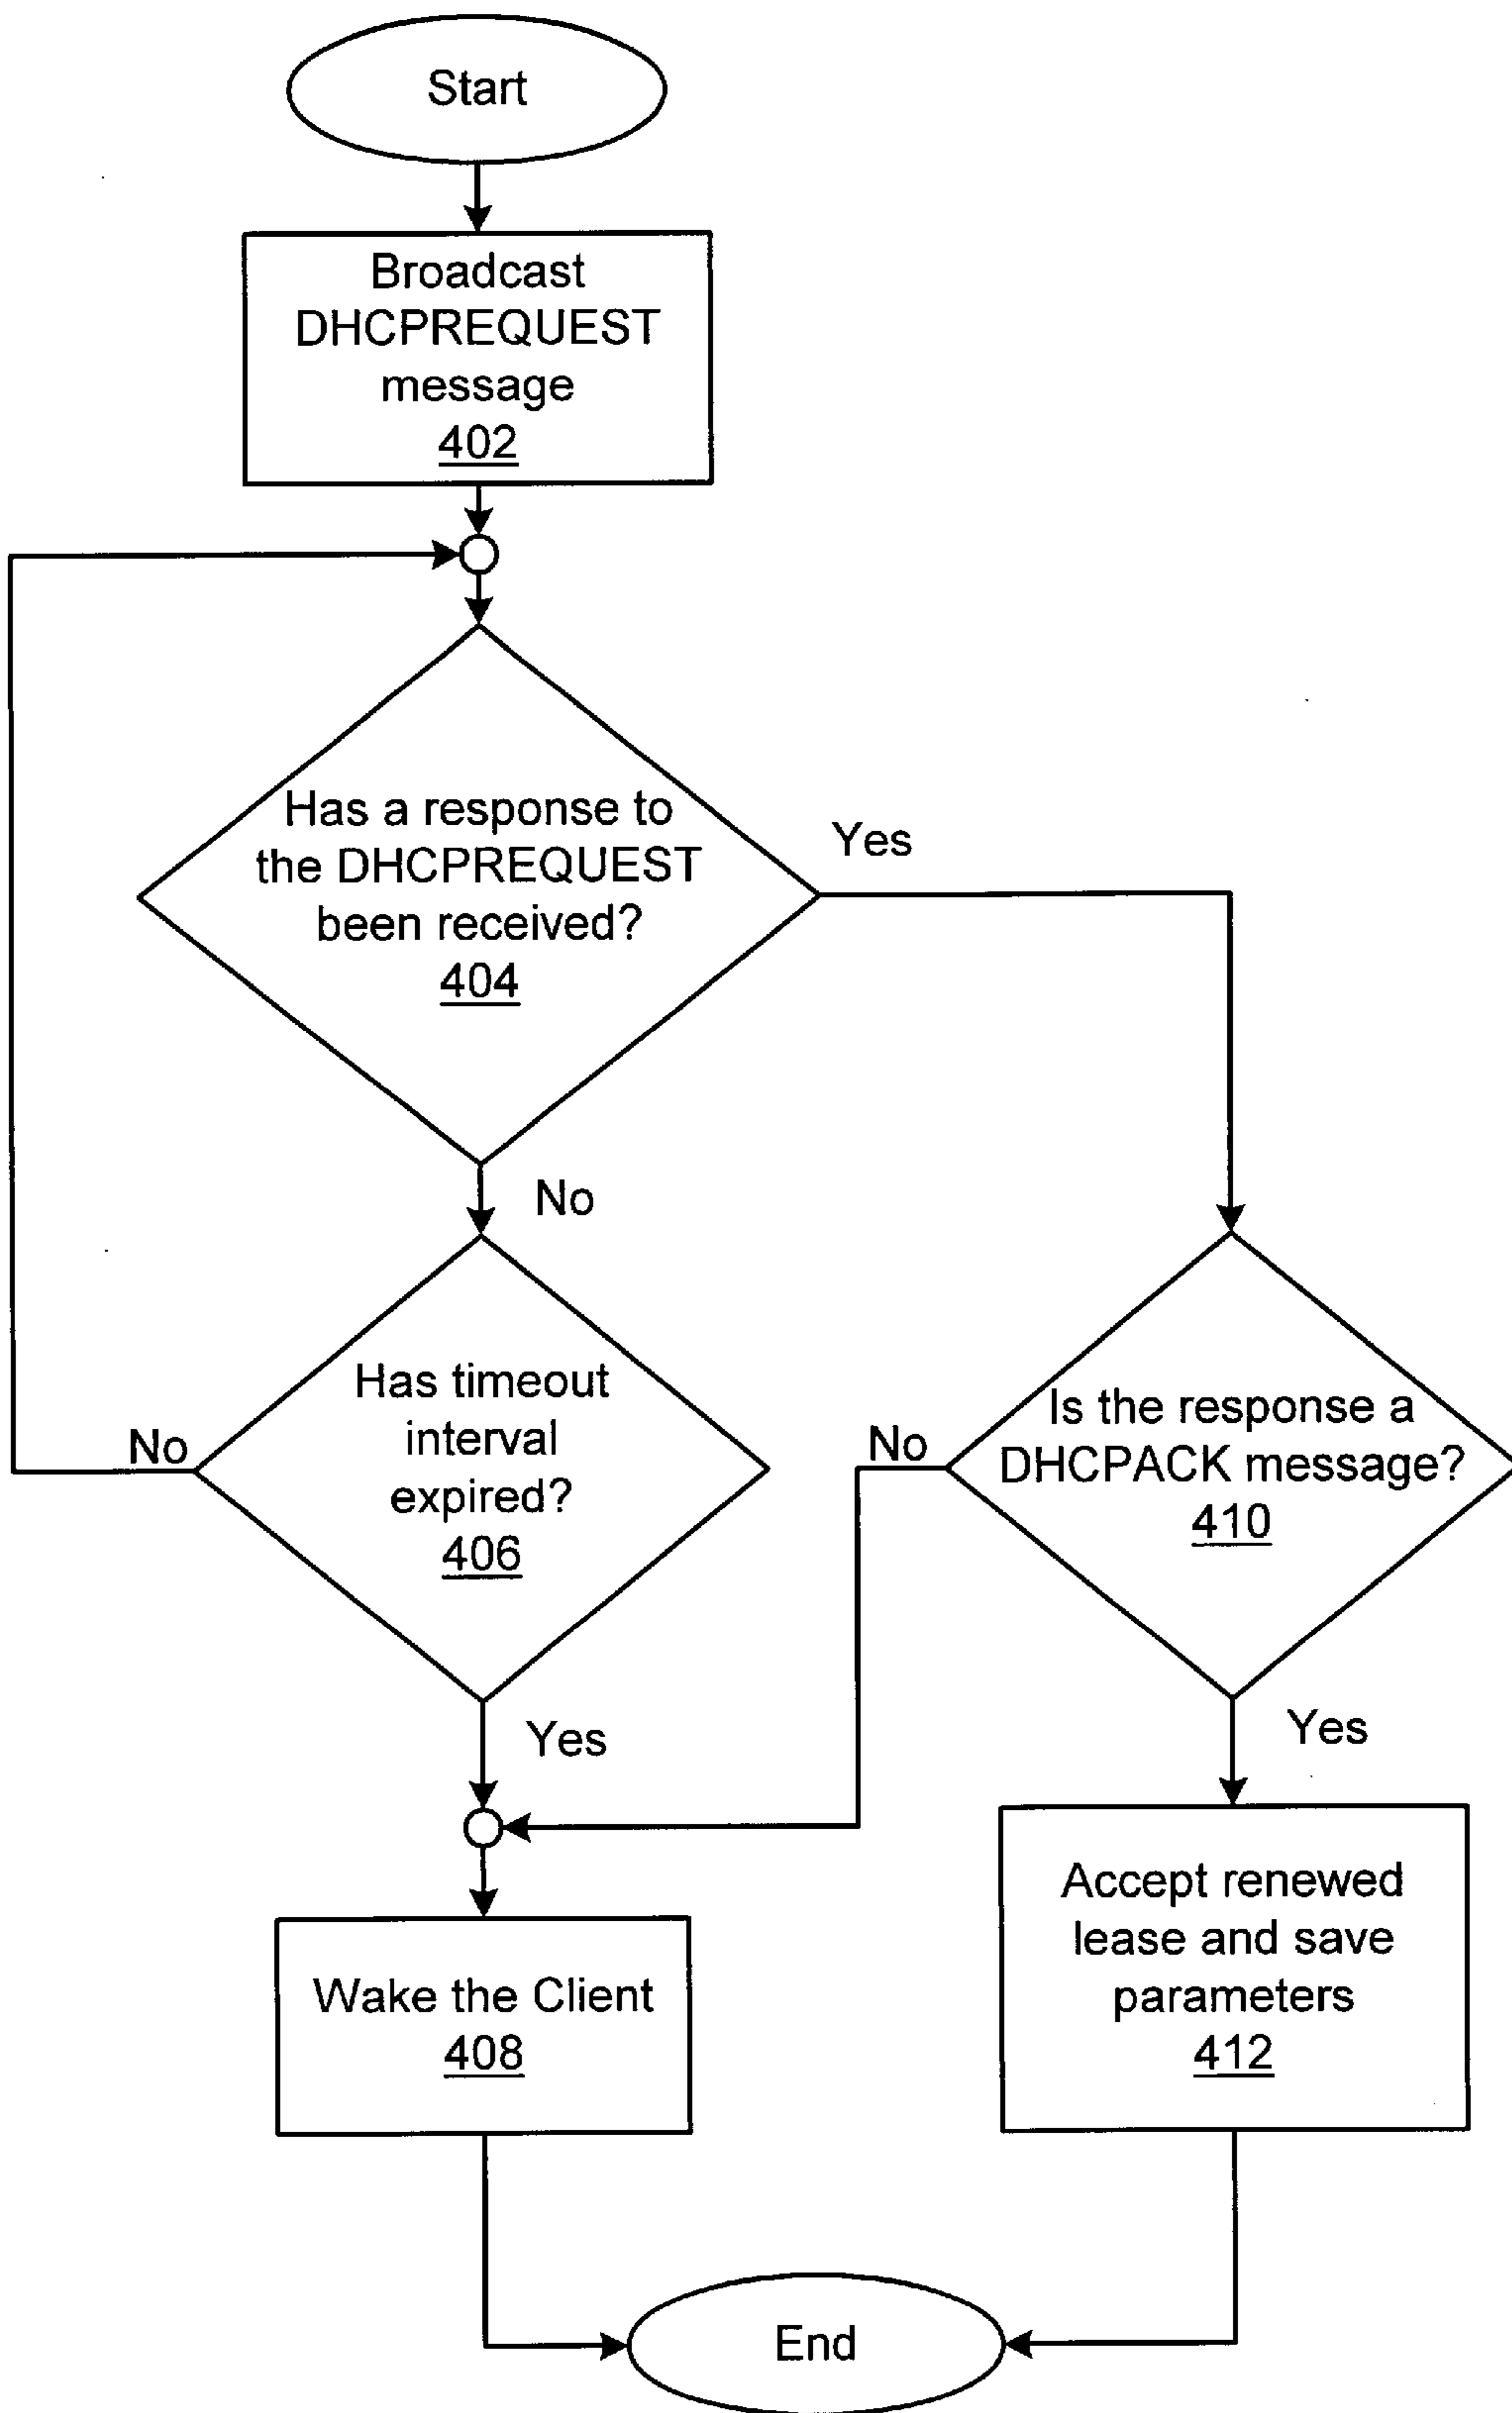 Start
Broadcast
DHCPREQUEST
message
402
Has a response to
the DHCPREQUEST
been received?
404
Yes
No
Has timeout
interval
expired?
406
No
Is the response a
DHCPACK message?
410
No
Yes
Yes
Wake the Client
408
Accept renewed
lease and save
parameters
412
End